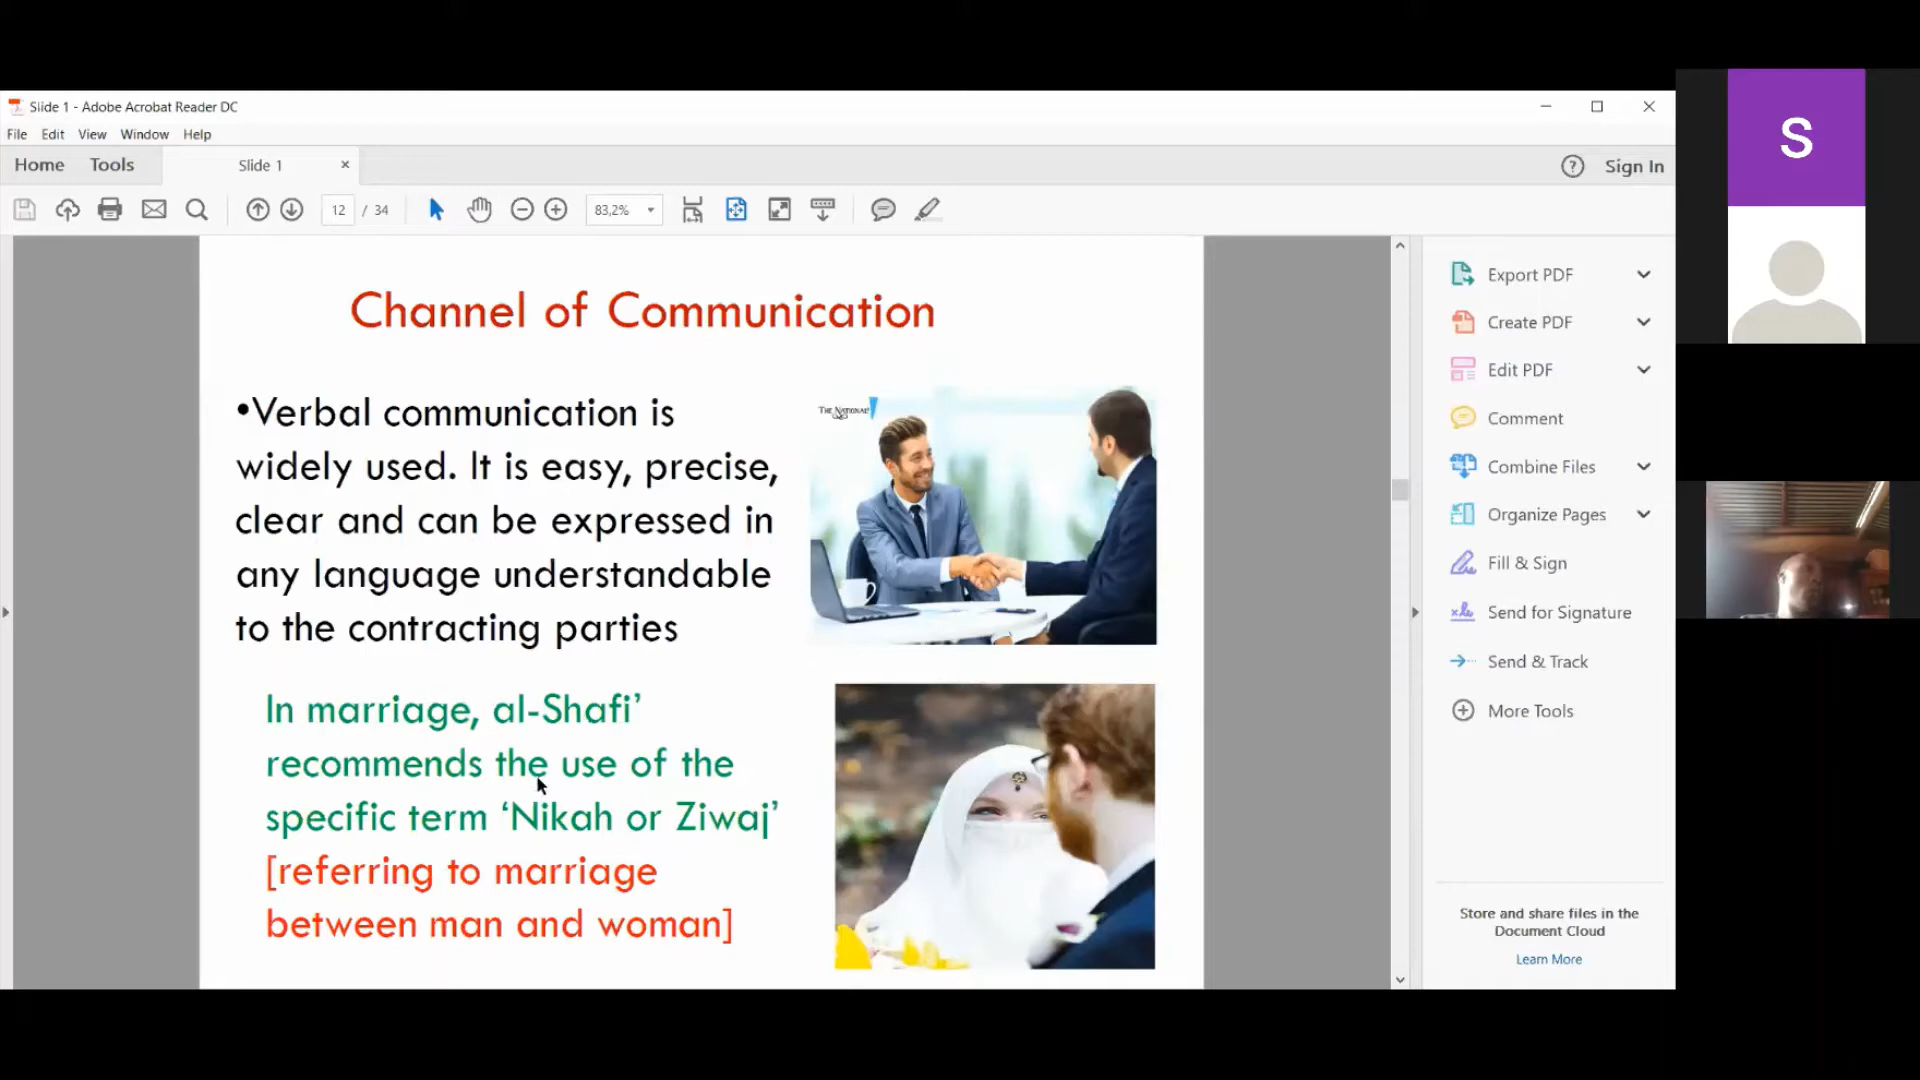 Slide 1 - Adobe Acrobat Reader DC
File Edit View Window Help
Home Tools Slide 1 Sign In
12 / 34 83,2%
Channel of Communication
•Verbal communication is
widely used. It is easy, precise,
clear and can be expressed in
any language understandable
to the contracting parties
THE NATIONAL
In marriage, al-Shafi’
recommends the use of the
specific term ‘Nikah or Ziwaj’
[referring to marriage
between man and woman]
Export PDF
Create PDF
Edit PDF
Comment
Combine Files
Organize Pages
Fill & Sign
Send for Signature
Send & Track
More Tools
Store and share files in the
Document Cloud
Learn More
S